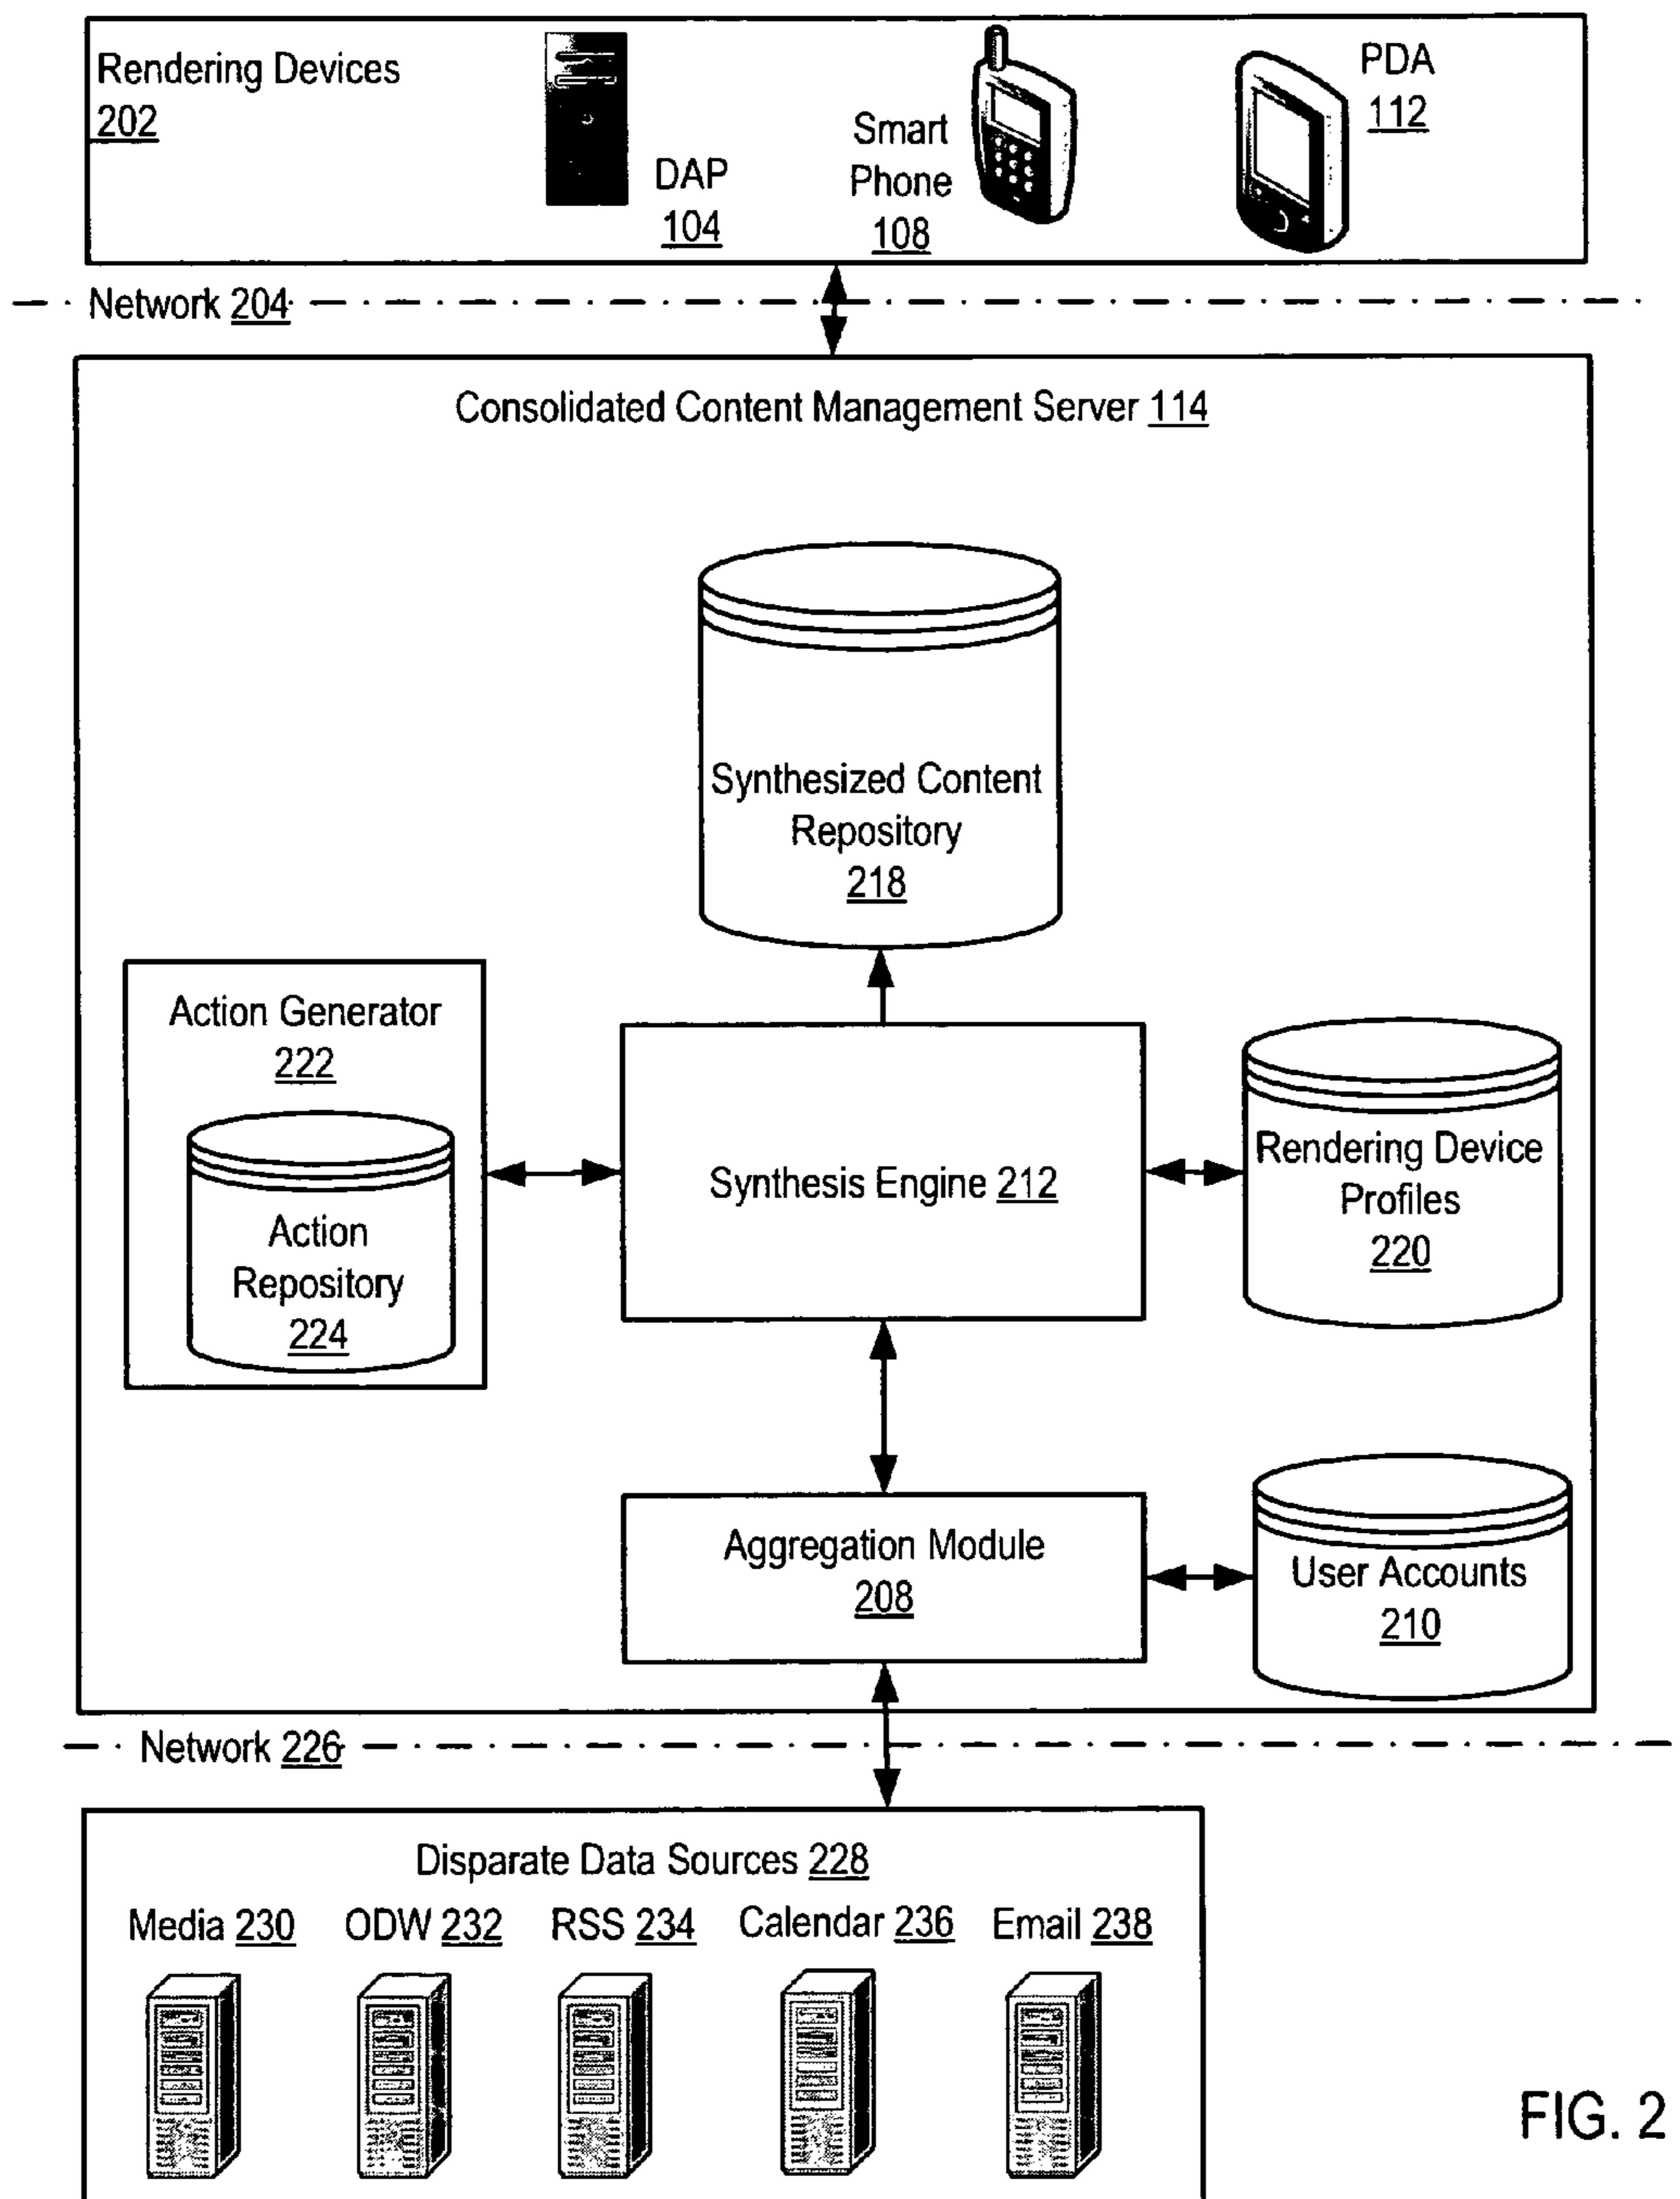 Rendering Devices
202
DAP
104
Smart
Phone
108
PDA
112
Network 204
Consolidated Content Management Server 114
Synthesized Content
Repository
218
Action Generator
222
Action
Repository
224
Synthesis Engine 212
Rendering Device
Profiles
220
Aggregation Module
208
User Accounts
210
Network 226
Disparate Data Sources 228
Media 230 ODW 232 RSS 234 Calendar 236 Email 238
FIG. 2